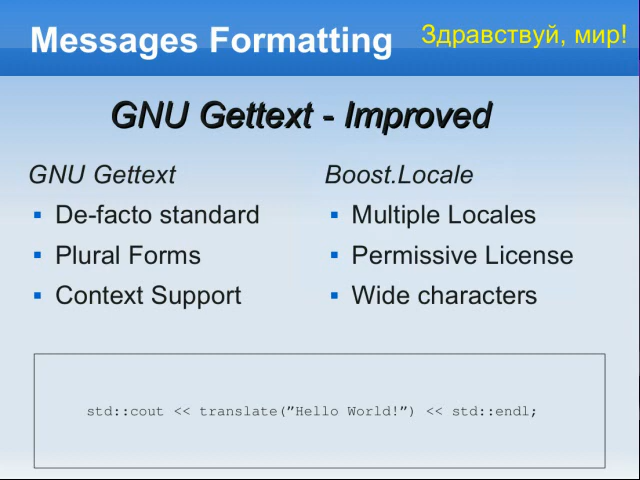 Messages Formatting
Здравствуй, мир!
GNU Gettext - Improved
GNU Gettext
De-facto standard
Plural Forms
Context Support
Boost.Locale
Multiple Locales
Permissive License
Wide characters
std::cout << translate(”Hello World!”) << std::endl;